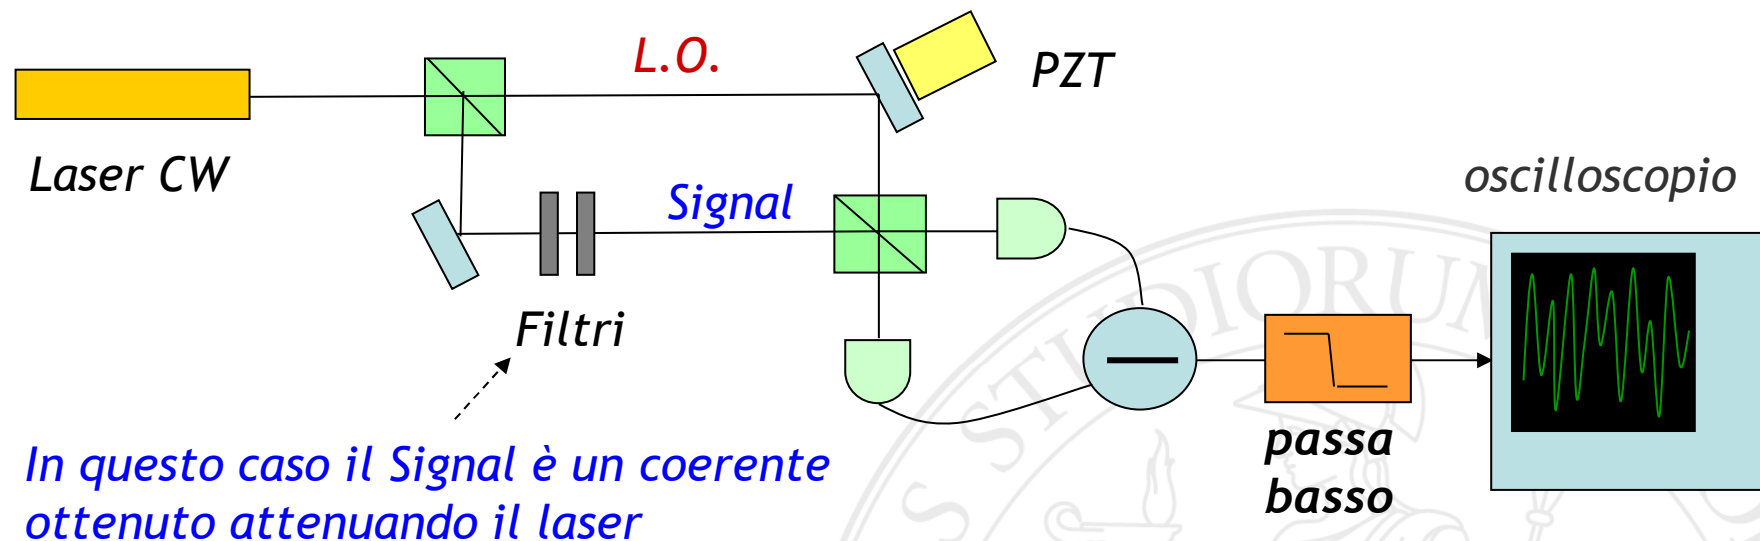 L.O.
PZT
Laser CW
Signal
oscilloscopio
Filtri
In questo caso il Signal è un coerente
ottenuto attenuando il laser
passa
basso
S STUDIORUM